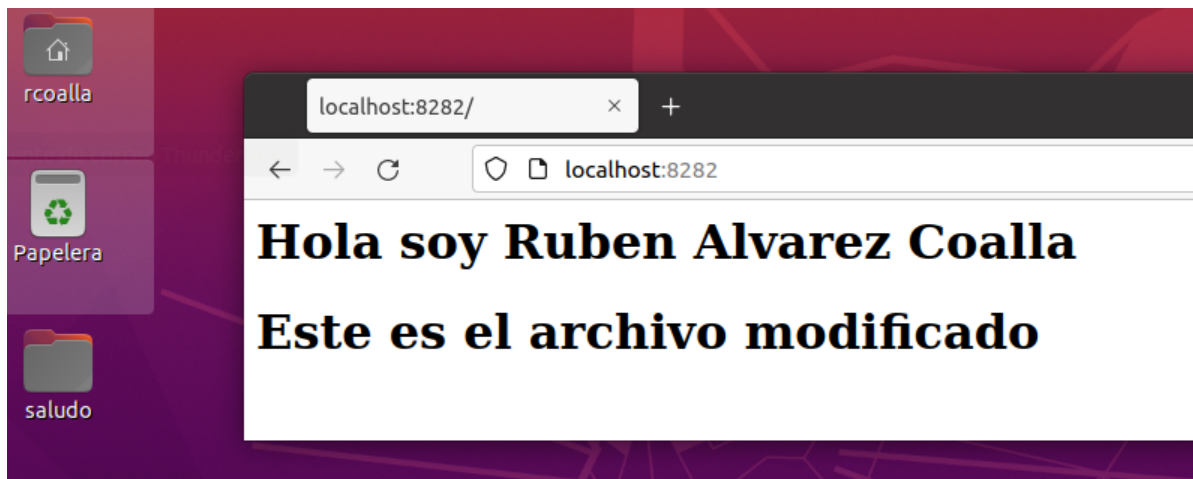 rcoalla
Papelera
saludo
localhost:8282/
localhost:8282
Hola soy Ruben Alvarez Coalla
Este es el archivo modificado